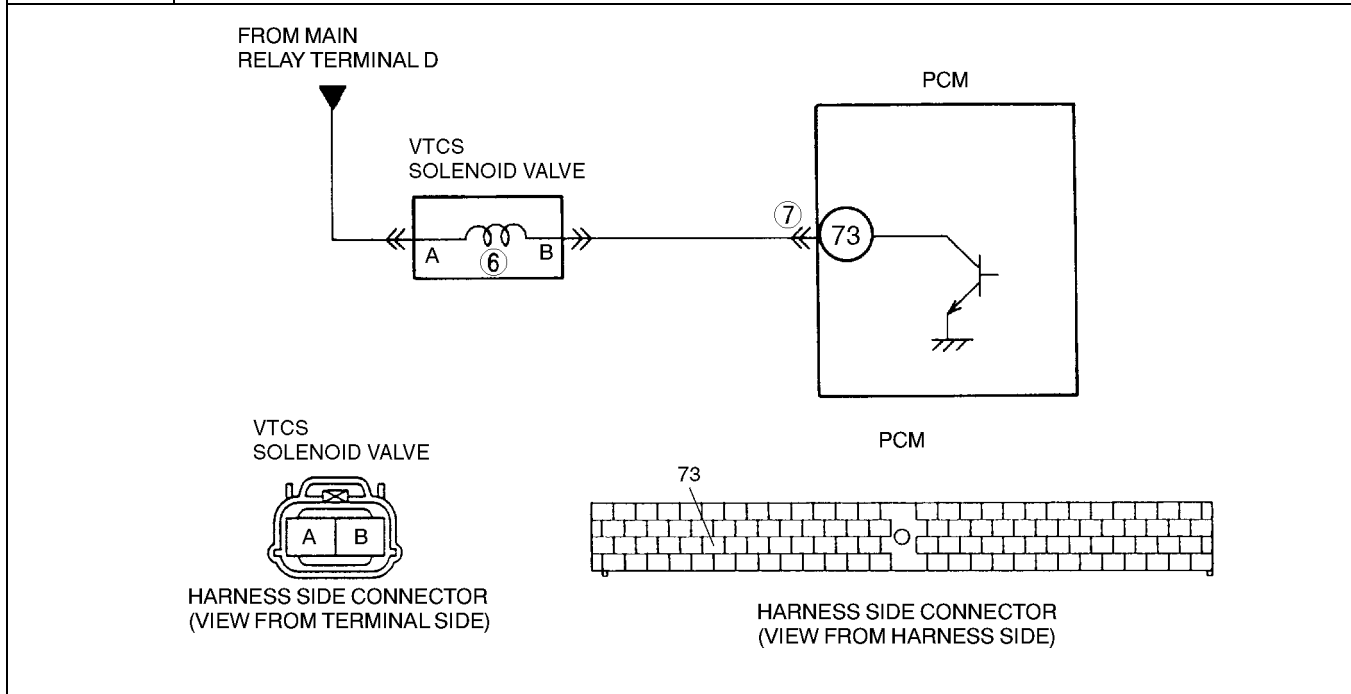 FROM MAIN
RELAY TERMINAL D
PCM
VTCS
SOLENOID VALVE
A
6
B
7
73
VTCS
SOLENOID VALVE
PCM
73
A
B
HARNESS SIDE CONNECTOR
(VIEW FROM TERMINAL SIDE)
HARNESS SIDE CONNECTOR
(VIEW FROM HARNESS SIDE)